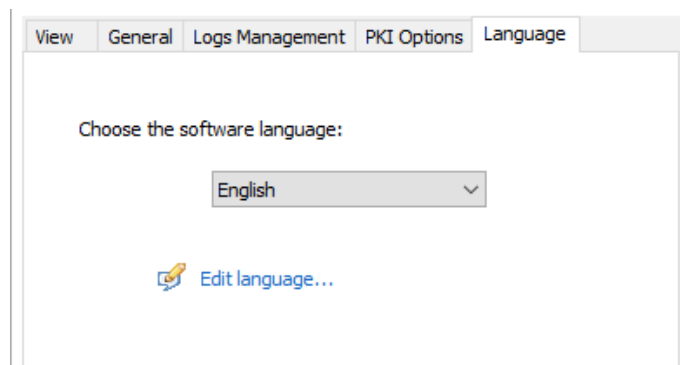 View General Logs Management PKI Options Language
Choose the software language:
English
Edit language...